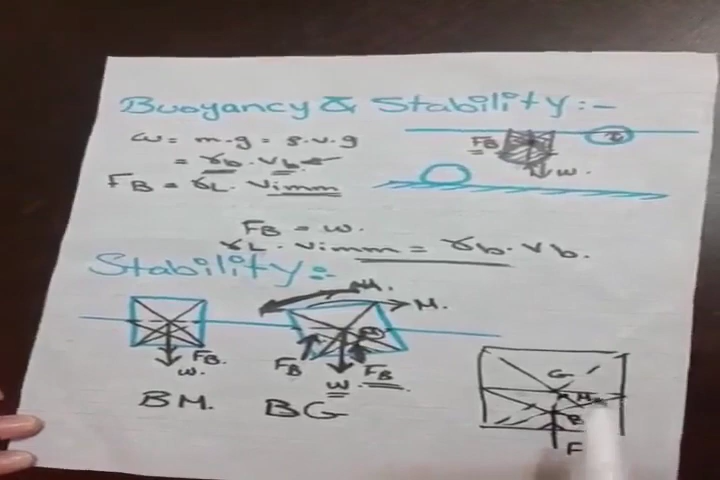 Buoyancy & Stability:-
W = m.g = ρ.v.g
= γb . Vb
FB = γL . Vimm
FB
W.
FB = W.
γL . Vimm = γb . Vb.
Stability:-
M.
M.
FB.
W.
FB
W
FB
BM.
BG
G
M
B
F